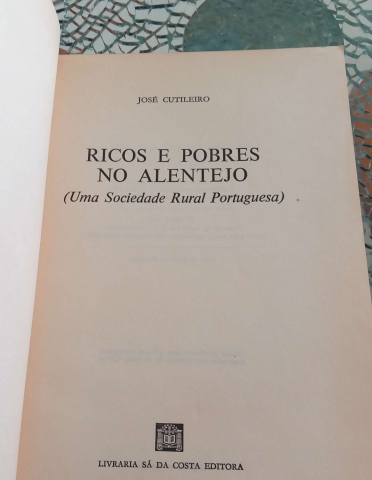 JOSÉ CUTILEIRO
RICOS E POBRES
NO ALENTEJO
(Uma Sociedade Rural Portuguesa)
LIVRARIA SÁ DA COSTA EDITORA